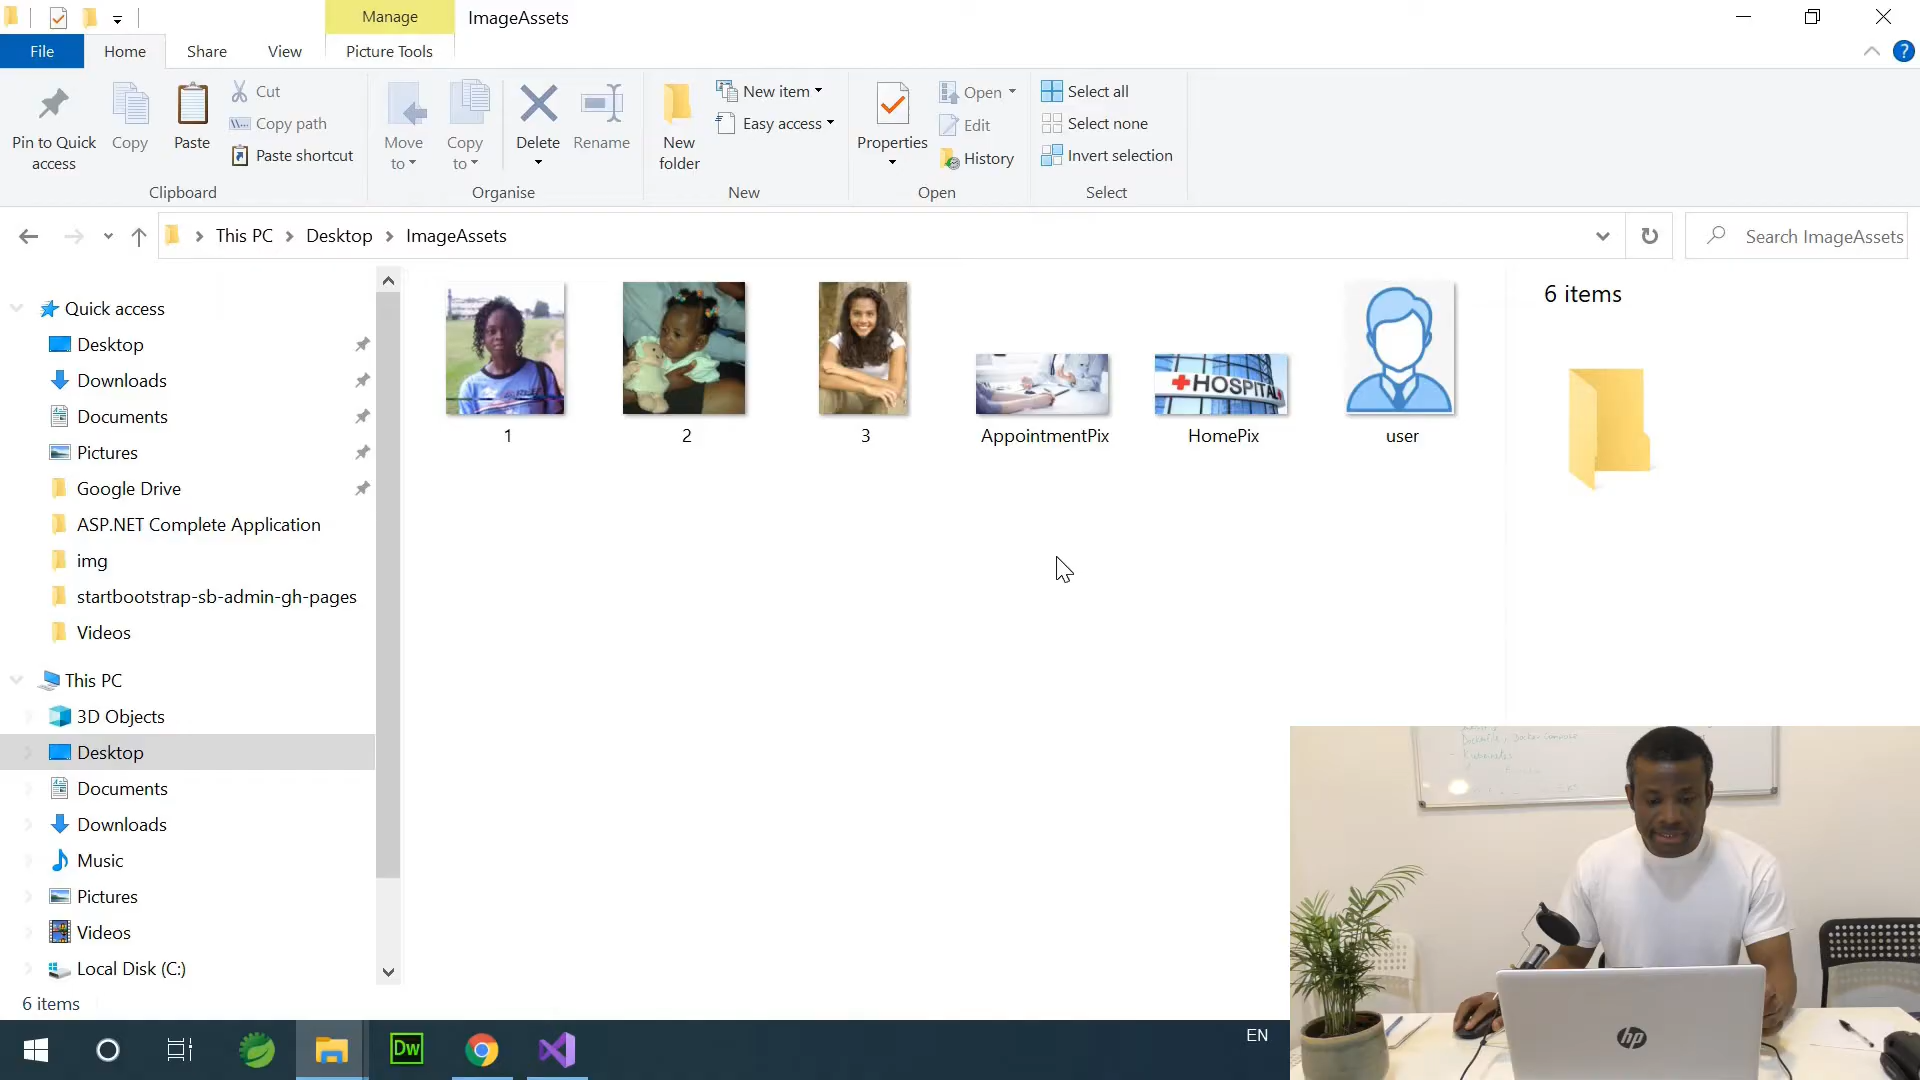 Manage
ImageAssets
File
Home
Share
View
Picture Tools
Pin to Quick access
Copy
Paste
Cut
Copy path
Paste shortcut
Clipboard
Move to
Copy to
Delete
Rename
Organise
New folder
New item
Easy access
New
Properties
Open
Edit
History
Open
Select all
Select none
Invert selection
Select
This PC
Desktop
ImageAssets
Search ImageAssets
Quick access
Desktop
Downloads
Documents
Pictures
Google Drive
ASP.NET Complete Application
img
startbootstrap-sb-admin-gh-pages
Videos
This PC
3D Objects
Desktop
Documents
Downloads
Music
Pictures
Videos
Local Disk (C:)
6 items
HOSPITAL
1
2
3
AppointmentPix
HomePix
user
6 items
Kubernetes
hp
Dw
EN